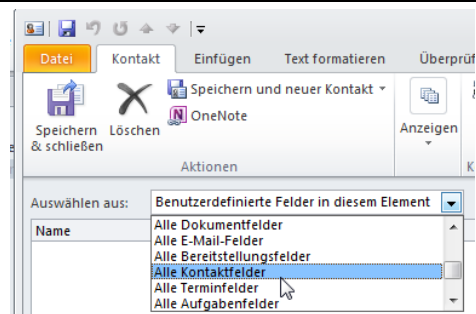 Datei Kontakt Einfügen Text formatieren Überprüf
Speichern & schließen
Löschen
Speichern und neuer Kontakt
OneNote
Aktionen
Anzeigen
K
Auswählen aus: Benutzerdefinierte Felder in diesem Element
Name
Alle Dokumentfelder
Alle E-Mail-Felder
Alle Bereitstellungsfelder
Alle Kontaktfelder
Alle Terminfelder
Alle Aufgabenfelder